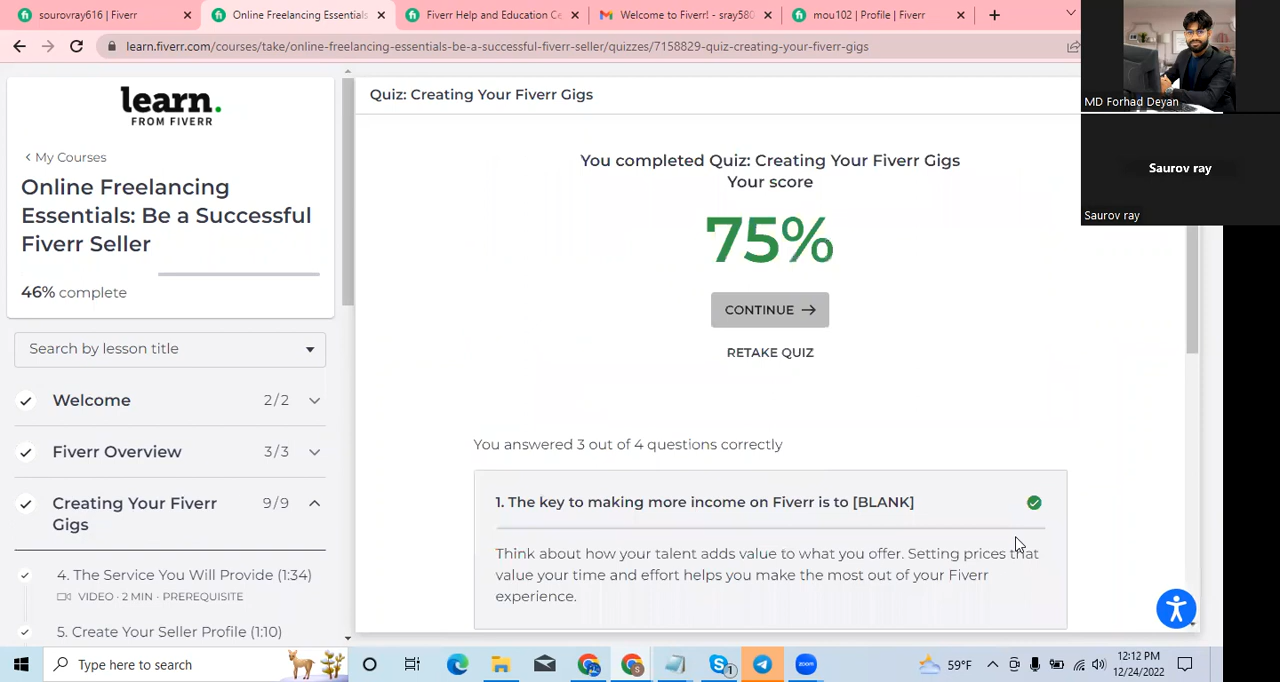 sourovray616 | Fiverr
Online Freelancing Essentials
Fiverr Help and Education Ce
Welcome to Fiverr! - sray580
mou102 | Profile | Fiverr
learn.fiverr.com/courses/take/online-freelancing-essentials-be-a-successful-fiverr-seller/quizzes/7158829-quiz-creating-your-fiverr-gigs
MD Forhad Deyan
Saurov ray
Saurov ray
learn.
FROM FIVERR
My Courses
Online Freelancing
Essentials: Be a Successful
Fiverr Seller
46% complete
Search by lesson title
Welcome 2/2
Fiverr Overview 3/3
Creating Your Fiverr 9/9
Gigs
4. The Service You Will Provide (1:34)
VIDEO · 2 MIN · PREREQUISITE
5. Create Your Seller Profile (1:10)
Quiz: Creating Your Fiverr Gigs
You completed Quiz: Creating Your Fiverr Gigs
Your score
75%
CONTINUE
RETAKE QUIZ
You answered 3 out of 4 questions correctly
1. The key to making more income on Fiverr is to [BLANK]
Think about how your talent adds value to what you offer. Setting prices that
value your time and effort helps you make the most out of your Fiverr
experience.
Type here to search
S
1
zoom
59°F
12:12 PM
12/24/2022